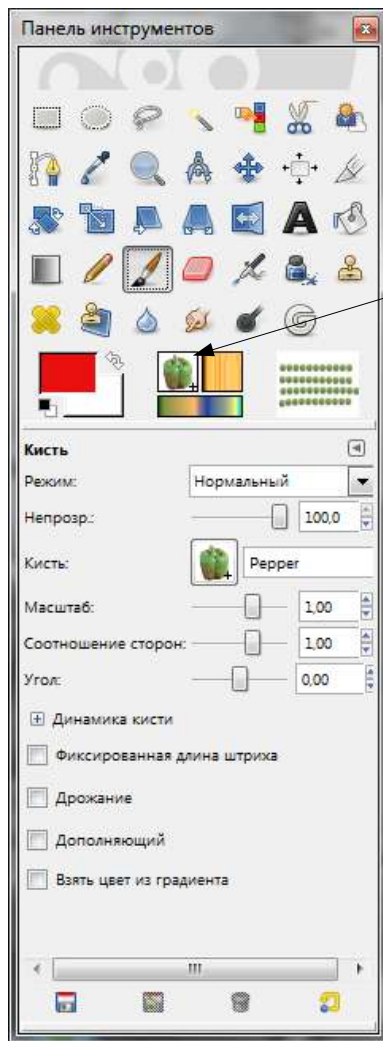 Панель инструментов
Кисть
Режим: Нормальный
Непрозр.: 100,0
Кисть: Pepper
Масштаб: 1,00
Соотношение сторон: 1,00
Угол: 0,00
Динамика кисти
Фиксированная длина штриха
Дрожание
Дополняющий
Взять цвет из градиента